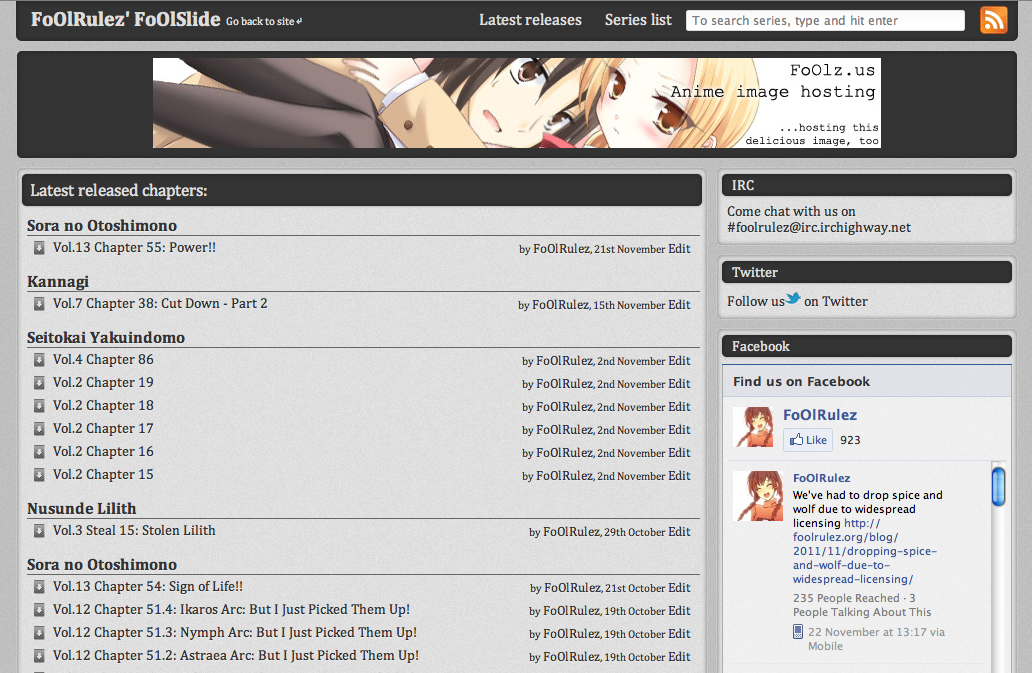 FoOlRulez' FoOlSlide Go back to site ↵
Latest releases Series list To search series, type and hit enter
FoOlz.us
Anime image hosting
...hosting this
delicious image, too
Latest released chapters:
Sora no Otoshimono
Vol.13 Chapter 55: Power!! by FoOlRulez, 21st November Edit
Kannagi
Vol.7 Chapter 38: Cut Down - Part 2 by FoOlRulez, 15th November Edit
Seitokai Yakuindomo
Vol.4 Chapter 86 by FoOlRulez, 2nd November Edit
Vol.2 Chapter 19 by FoOlRulez, 2nd November Edit
Vol.2 Chapter 18 by FoOlRulez, 2nd November Edit
Vol.2 Chapter 17 by FoOlRulez, 2nd November Edit
Vol.2 Chapter 16 by FoOlRulez, 2nd November Edit
Vol.2 Chapter 15 by FoOlRulez, 2nd November Edit
Nusunde Lilith
Vol.3 Steal 15: Stolen Lilith by FoOlRulez, 29th October Edit
Sora no Otoshimono
Vol.13 Chapter 54: Sign of Life!! by FoOlRulez, 21st October Edit
Vol.12 Chapter 51.4: Ikaros Arc: But I Just Picked Them Up! by FoOlRulez, 19th October Edit
Vol.12 Chapter 51.3: Nymph Arc: But I Just Picked Them Up! by FoOlRulez, 19th October Edit
Vol.12 Chapter 51.2: Astraea Arc: But I Just Picked Them Up! by FoOlRulez, 19th October Edit
IRC
Come chat with us on
#foolrulez@irc.irchighway.net
Twitter
Follow us on Twitter
Facebook
Find us on Facebook
FoOlRulez
Like 923
FoOlRulez
We've had to drop spice and
wolf due to widespread
licensing http://
foolrulez.org/blog/
2011/11/dropping-spice-
and-wolf-due-to-
widespread-licensing/
235 People Reached · 3
People Talking About This
22 November at 13:17 via
Mobile